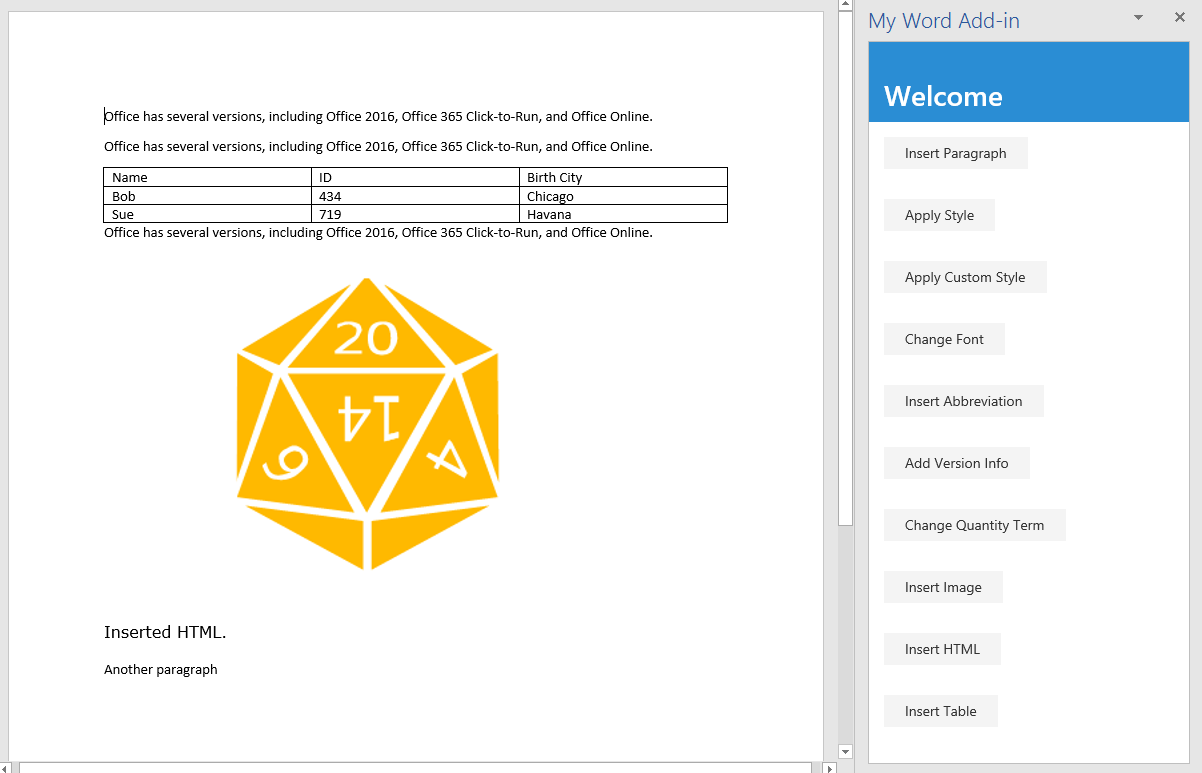 My Word Add-in
Welcome
Office has several versions, including Office 2016, Office 365 Click-to-Run, and Office Online.
Office has several versions, including Office 2016, Office 365 Click-to-Run, and Office Online.
Name ID Birth City
Bob 434 Chicago
Sue 719 Havana
Office has several versions, including Office 2016, Office 365 Click-to-Run, and Office Online.
20
14
9 4
Inserted HTML.
Another paragraph
Insert Paragraph
Apply Style
Apply Custom Style
Change Font
Insert Abbreviation
Add Version Info
Change Quantity Term
Insert Image
Insert HTML
Insert Table